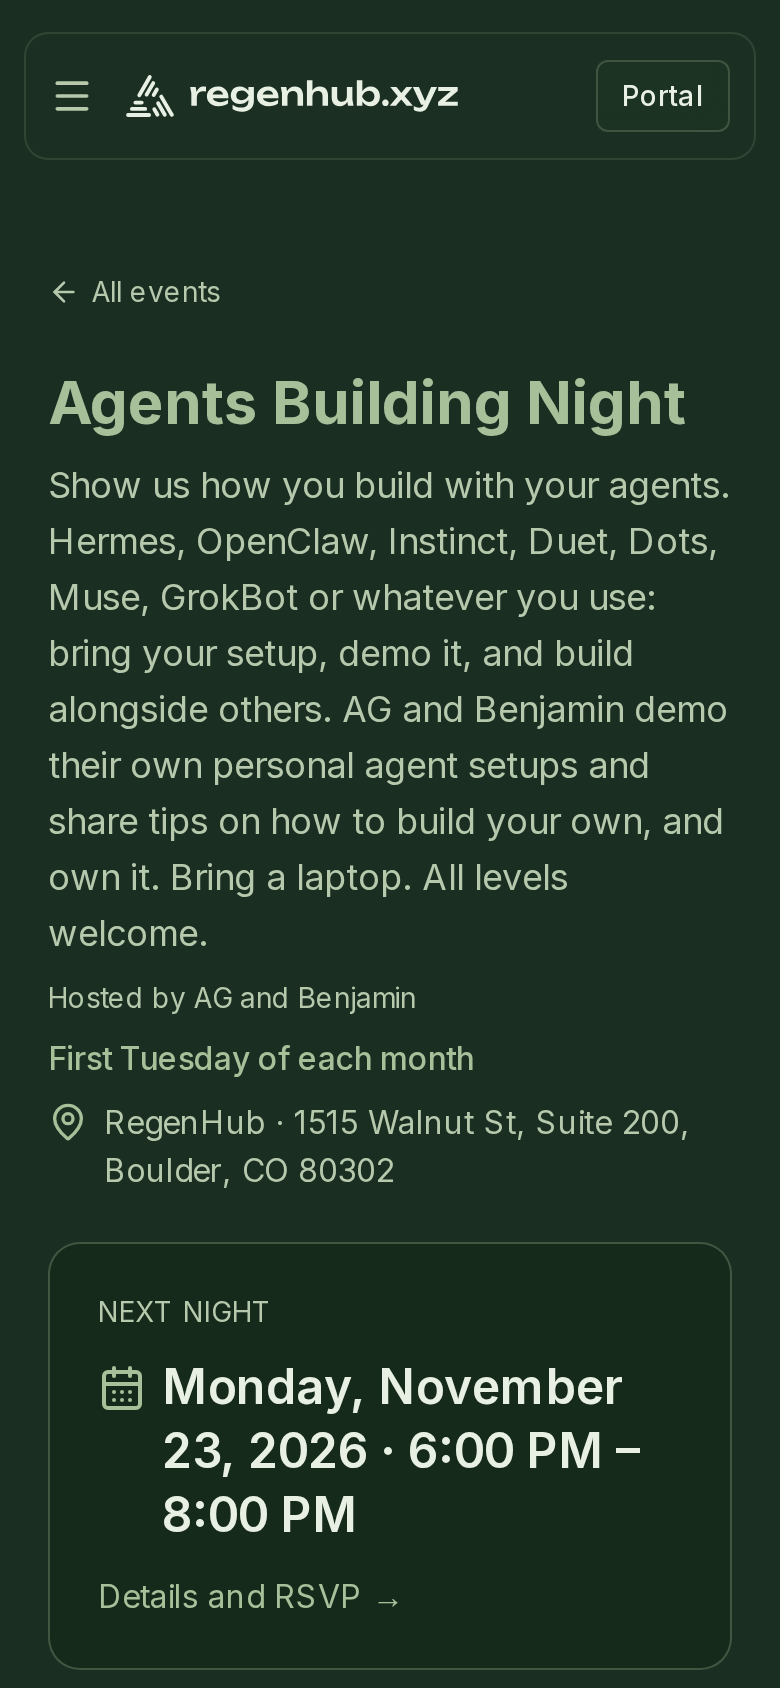 regenhub.xyz
Portal
← All events
Agents Building Night
Show us how you build with your agents.
Hermes, OpenClaw, Instinct, Duet, Dots,
Muse, GrokBot or whatever you use:
bring your setup, demo it, and build
alongside others. AG and Benjamin demo
their own personal agent setups and
share tips on how to build your own, and
own it. Bring a laptop. All levels
welcome.
Hosted by AG and Benjamin
First Tuesday of each month
RegenHub · 1515 Walnut St, Suite 200,
Boulder, CO 80302
NEXT NIGHT
Monday, November
23, 2026 · 6:00 PM –
8:00 PM
Details and RSVP →